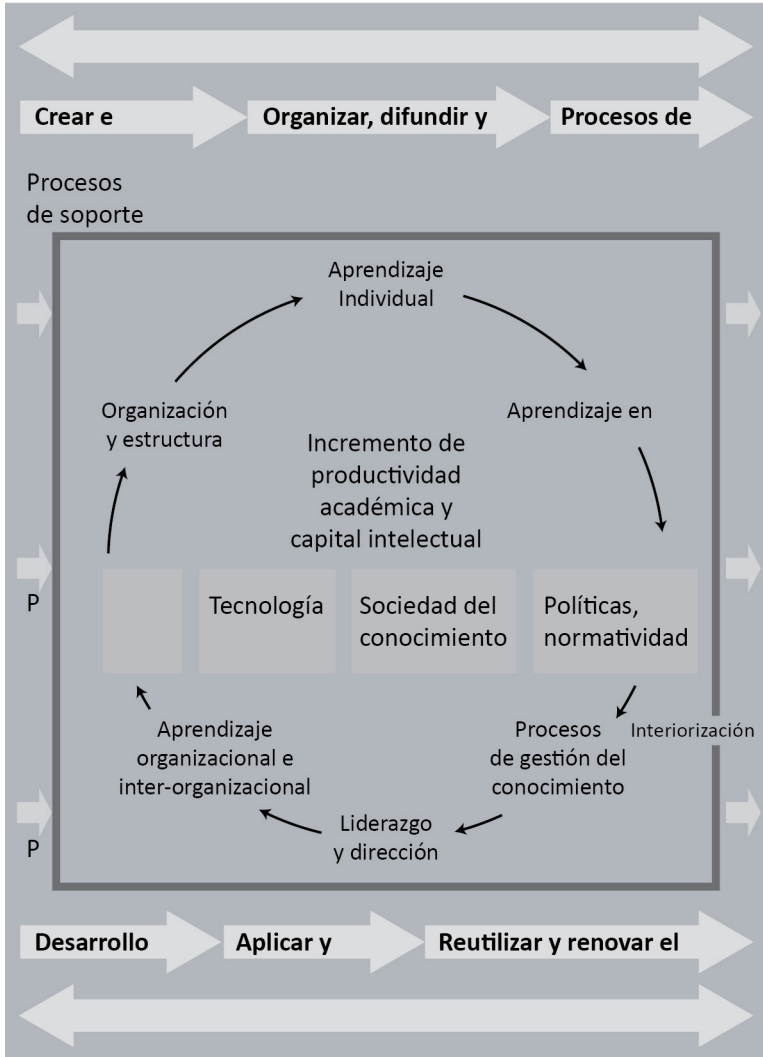 Crear e
Organizar, difundir y
Procesos de
Procesos
de soporte
Aprendizaje
Individual
Organización
y estructura
Aprendizaje en
Incremento de
productividad
académica y
capital intelectual
P
Tecnología
Sociedad del
conocimiento
Políticas,
normatividad
Aprendizaje
organizacional e
inter-organizacional
Procesos
de gestión del
conocimiento
Interiorización
Liderazgo
y dirección
P
Desarrollo
Aplicar y
Reutilizar y renovar el